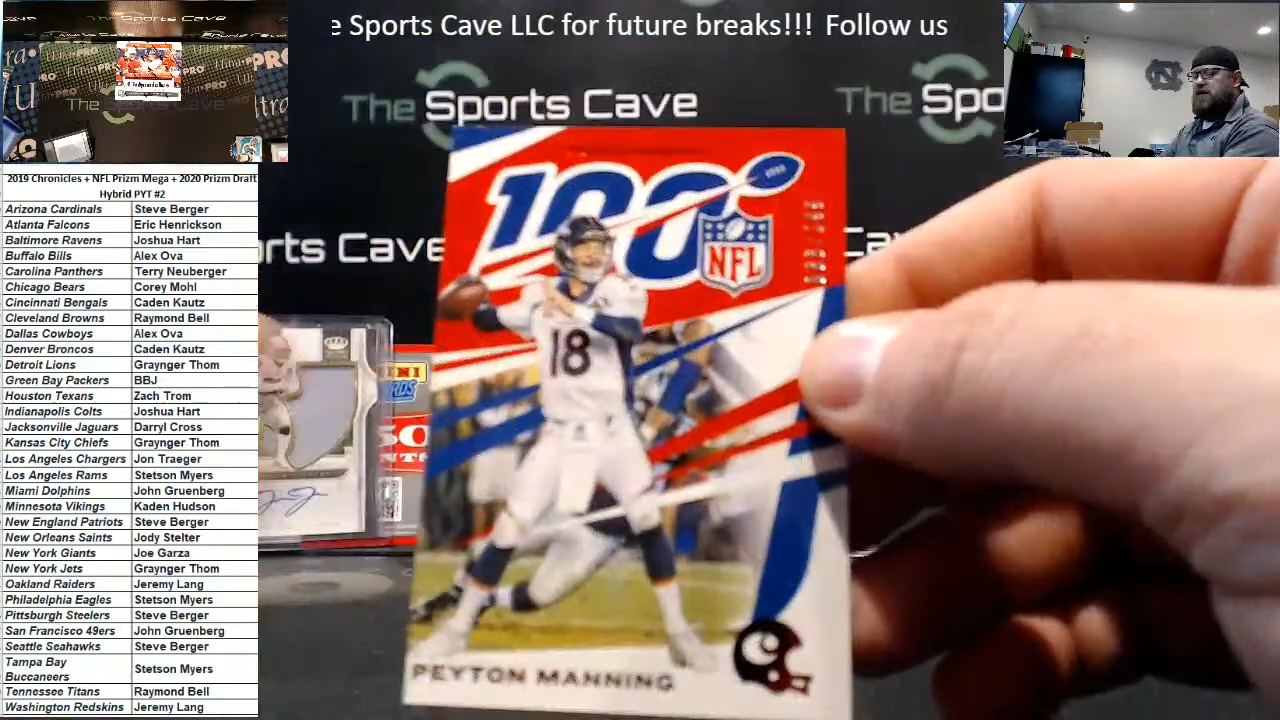 e Sports Cave LLC for future breaks!!! Follow us
The Sports Cave
The Spo
rts Cave
Ca
PRO
Chronicles
2019 Chronicles + NFL Prizm Mega + 2020 Prizm Draft
Hybrid PYT #2
Arizona Cardinals Steve Berger
Atlanta Falcons Eric Henrickson
Baltimore Ravens Joshua Hart
Buffalo Bills Alex Ova
Carolina Panthers Terry Neuberger
Chicago Bears Corey Mohl
Cincinnati Bengals Caden Kautz
Cleveland Browns Raymond Bell
Dallas Cowboys Alex Ova
Denver Broncos Caden Kautz
Detroit Lions Graynger Thom
Green Bay Packers BBJ
Houston Texans Zach Trom
Indianapolis Colts Joshua Hart
Jacksonville Jaguars Darryl Cross
Kansas City Chiefs Graynger Thom
Los Angeles Chargers Jon Traeger
Los Angeles Rams Stetson Myers
Miami Dolphins John Gruenberg
Minnesota Vikings Kaden Hudson
New England Patriots Steve Berger
New Orleans Saints Jody Stelter
New York Giants Joe Garza
New York Jets Graynger Thom
Oakland Raiders Jeremy Lang
Philadelphia Eagles Stetson Myers
Pittsburgh Steelers Steve Berger
San Francisco 49ers John Gruenberg
Seattle Seahawks Steve Berger
Tampa Bay Buccaneers Stetson Myers
Tennessee Titans Raymond Bell
Washington Redskins Jeremy Lang
100
NFL
18
PEYTON MANNING